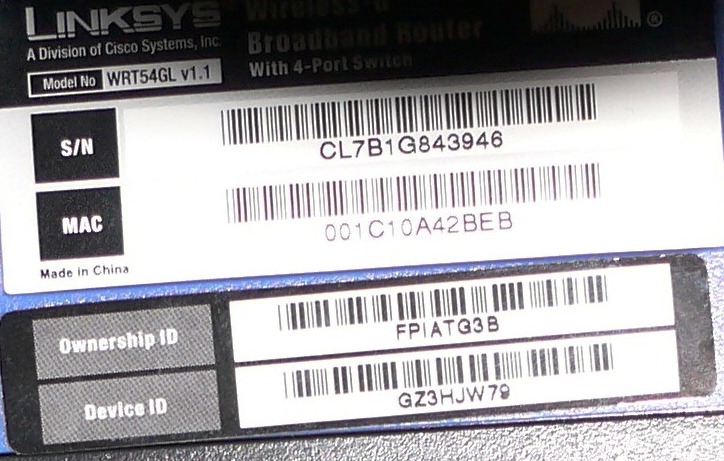 LINKSYS
A Division of Cisco Systems, Inc.
Wireless-G
Broadband Router
With 4-Port Switch
®
Model No WRT54GL v1.1
S/N
CL7B1G843946
MAC
001C10A42BEB
Made in China
Ownership ID
FPIATG3B
Device ID
GZ3HJW79